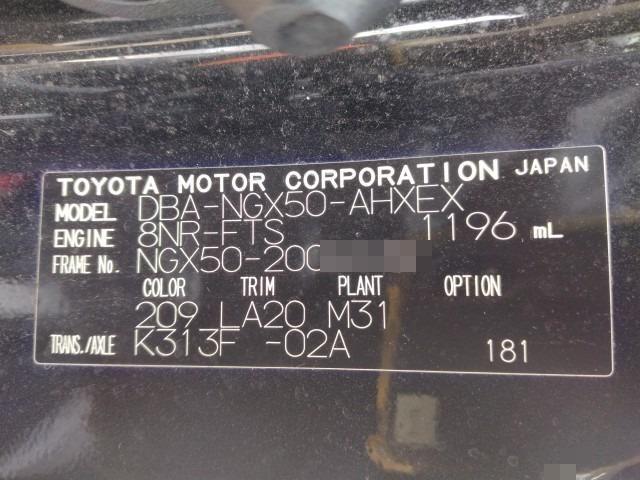 TOYOTA MOTOR CORPORATION JAPAN
MODEL DBA-NGX50-AHXEX
ENGINE 8NR-FTS 1196 mL
FRAME No. NGX50-200
COLOR TRIM PLANT OPTION
209 LA20 M31
TRANS./AXLE K313F -02A 181